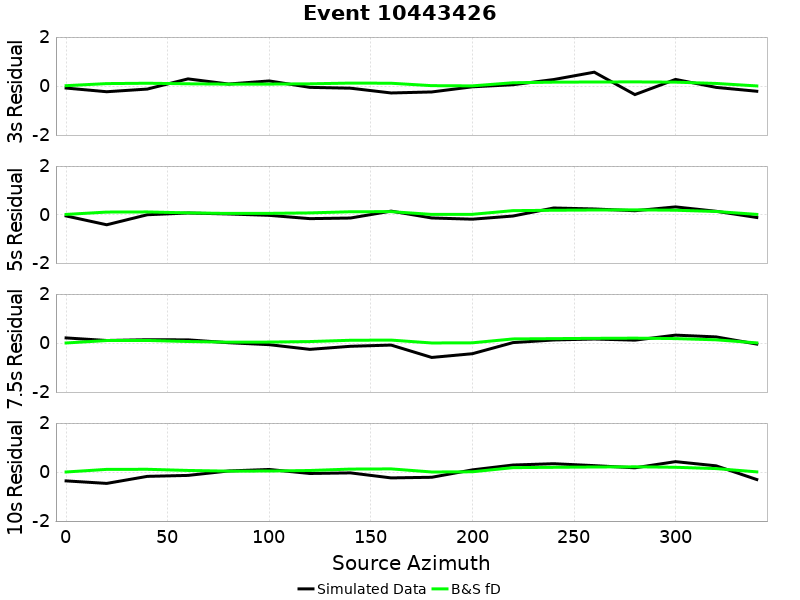 Event 10443426
3s Residual
2
0
-2
5s Residual
2
0
-2
7.5s Residual
2
0
-2
10s Residual
2
0
-2
0 50 100 150 200 250 300
Source Azimuth
Simulated Data B&S fD